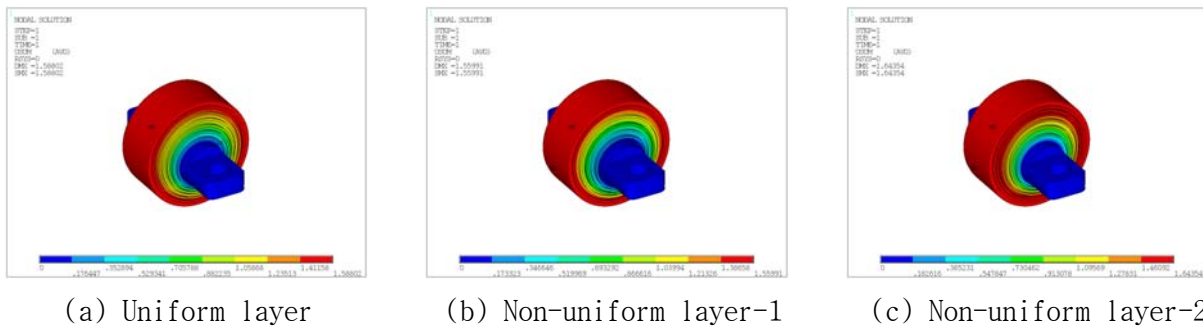 NODAL SOLUTION
STEP=1
SUB =1
TIME=1
USUM (AVG)
RSYS=0
DMX =1.58802
SMX =1.58802
0 .176447 .352894 .529341 .705788 .882235 1.05868 1.23513 1.41158 1.58802
(a) Uniform layer
NODAL SOLUTION
STEP=1
SUB =1
TIME=1
USUM (AVG)
RSYS=0
DMX =1.55991
SMX =1.55991
0 .173323 .346646 .519969 .693292 .866616 1.03994 1.21326 1.38658 1.55991
(b) Non-uniform layer-1
NODAL SOLUTION
STEP=1
SUB =1
TIME=1
USUM (AVG)
RSYS=0
DMX =1.64354
SMX =1.64354
0 .182616 .365231 .547847 .730462 .913078 1.09569 1.27831 1.46092 1.64354
(c) Non-uniform layer-2